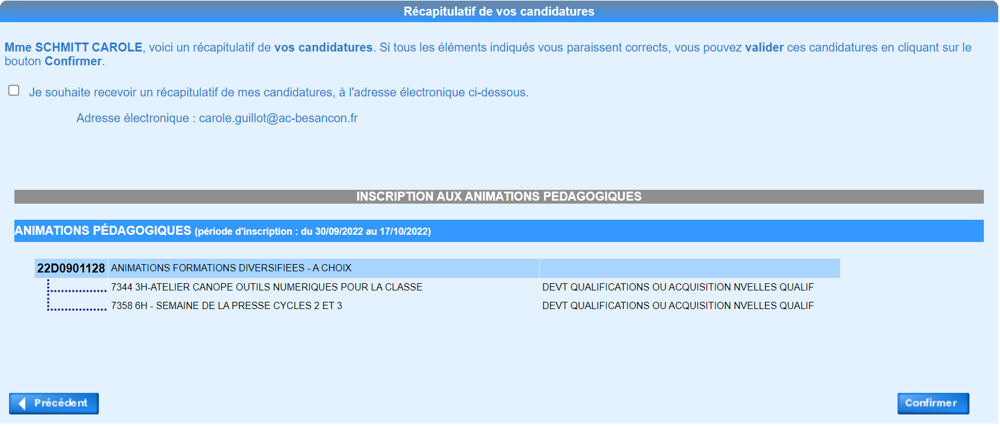 Récapitulatif de vos candidatures
Mme SCHMITT CAROLE, voici un récapitulatif de vos candidatures. Si tous les éléments indiqués vous paraissent corrects, vous pouvez valider ces candidatures en cliquant sur le
bouton Confirmer.
Je souhaite recevoir un récapitulatif de mes candidatures, à l'adresse électronique ci-dessous.
Adresse électronique : carole.guillot@ac-besancon.fr
INSCRIPTION AUX ANIMATIONS PEDAGOGIQUES
ANIMATIONS PÉDAGOGIQUES (période d'inscription : du 30/09/2022 au 17/10/2022)
22D0901128 ANIMATIONS FORMATIONS DIVERSIFIEES - A CHOIX
7344 3H-ATELIER CANOPE OUTILS NUMERIQUES POUR LA CLASSE DEVT QUALIFICATIONS OU ACQUISITION NVELLES QUALIF
7358 6H - SEMAINE DE LA PRESSE CYCLES 2 ET 3 DEVT QUALIFICATIONS OU ACQUISITION NVELLES QUALIF
Précédent Confirmer